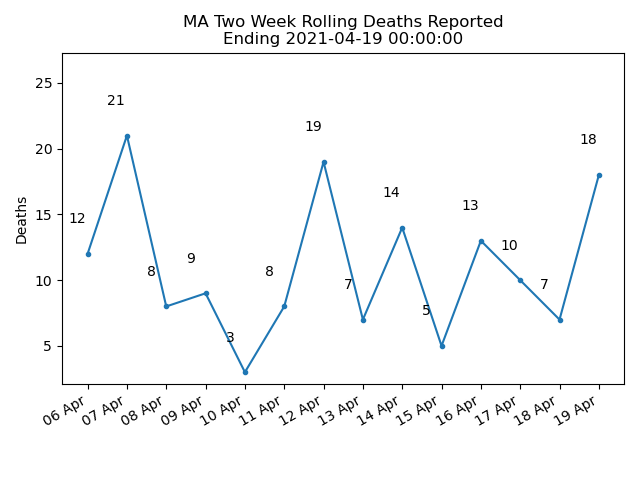 MA Two Week Rolling Deaths Reported
Ending 2021-04-19 00:00:00
25
20
15
10
5
Deaths
12
21
8
9
3
8
19
7
14
5
13
10
7
18
06 Apr
07 Apr
08 Apr
09 Apr
10 Apr
11 Apr
12 Apr
13 Apr
14 Apr
15 Apr
16 Apr
17 Apr
18 Apr
19 Apr